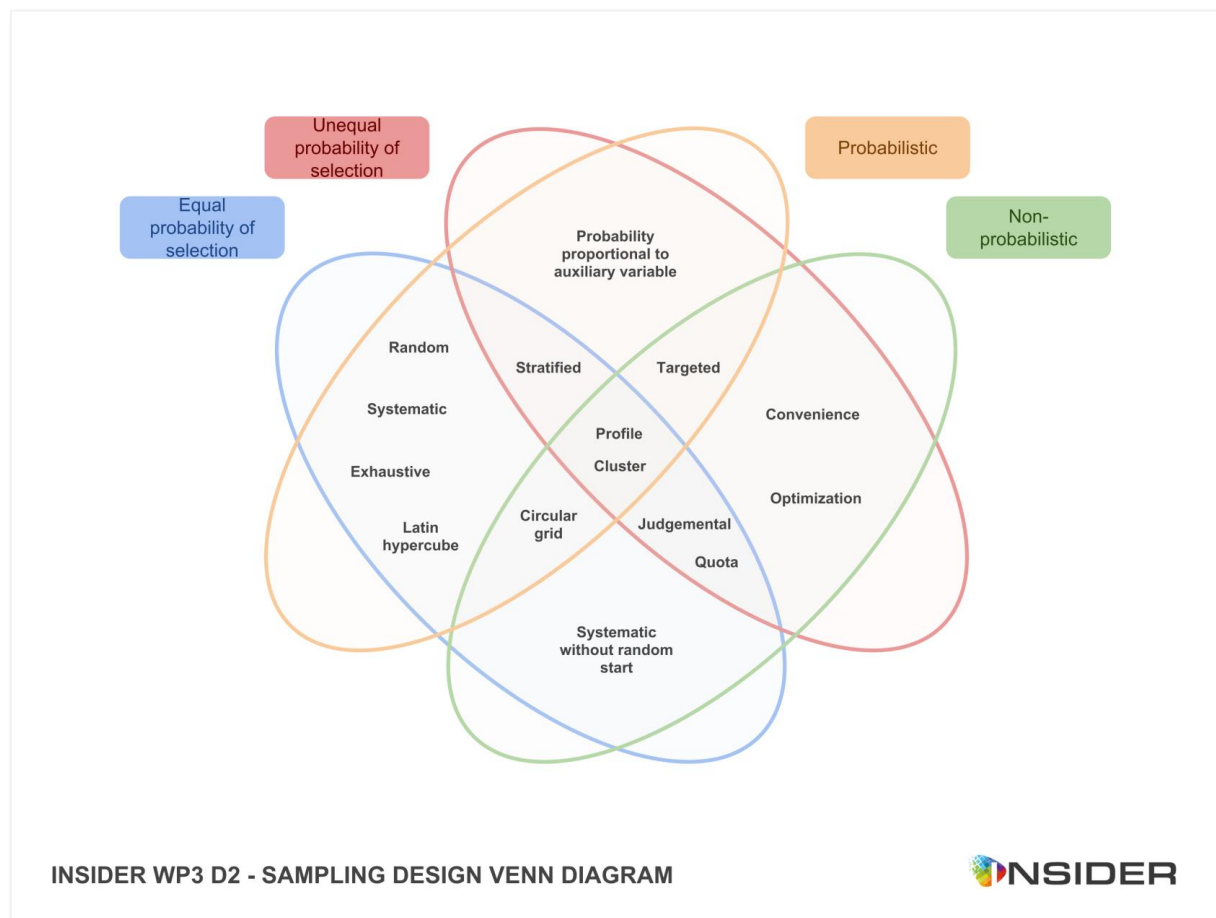 Unequal
probability of
selection
Probabilistic
Equal
probability of
selection
Non-
probabilistic
Probability
proportional to
auxiliary variable
Random
Stratified
Targeted
Systematic
Convenience
Profile
Exhaustive
Cluster
Optimization
Latin
hypercube
Circular
grid
Judgemental
Quota
Systematic
without random
start
INSIDER WP3 D2 - SAMPLING DESIGN VENN DIAGRAM
INSIDER